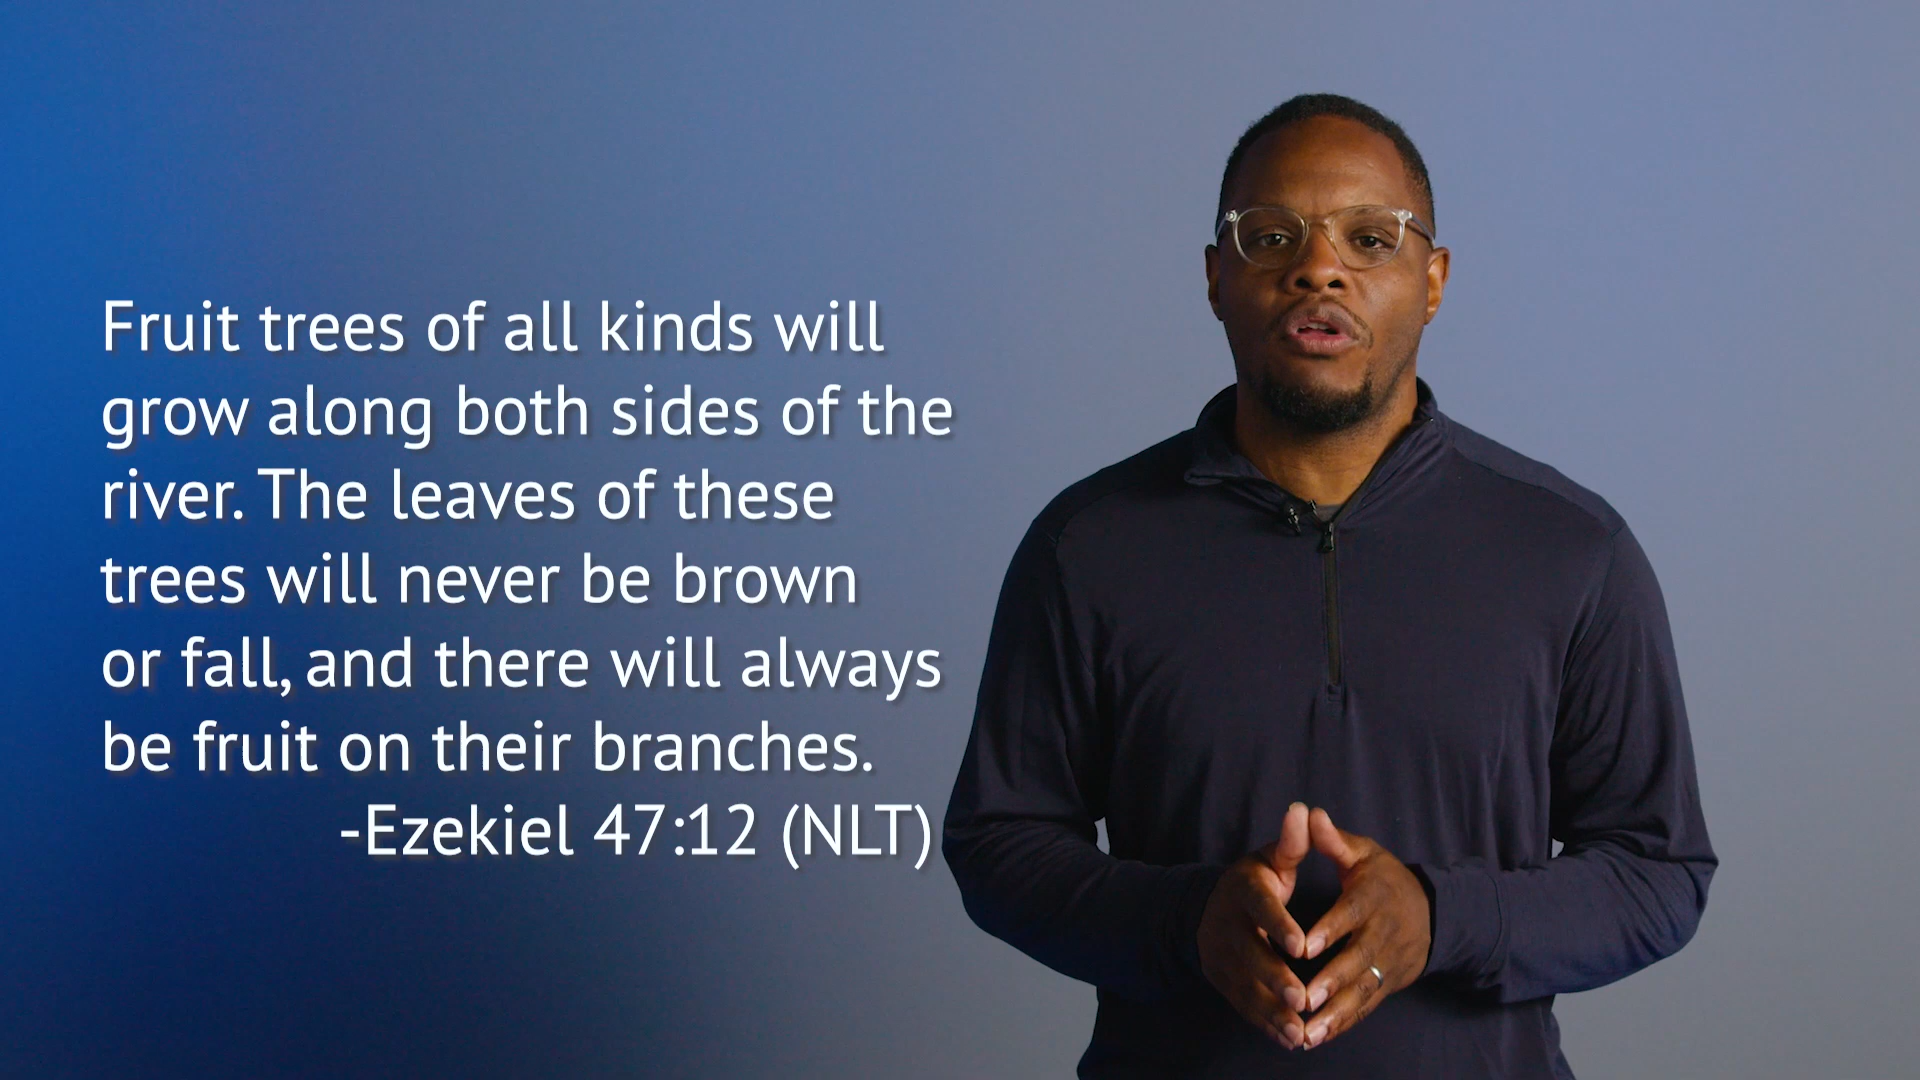 Fruit trees of all kinds will
grow along both sides of the
river. The leaves of these
trees will never be brown
or fall, and there will always
be fruit on their branches.
-Ezekiel 47:12 (NLT)